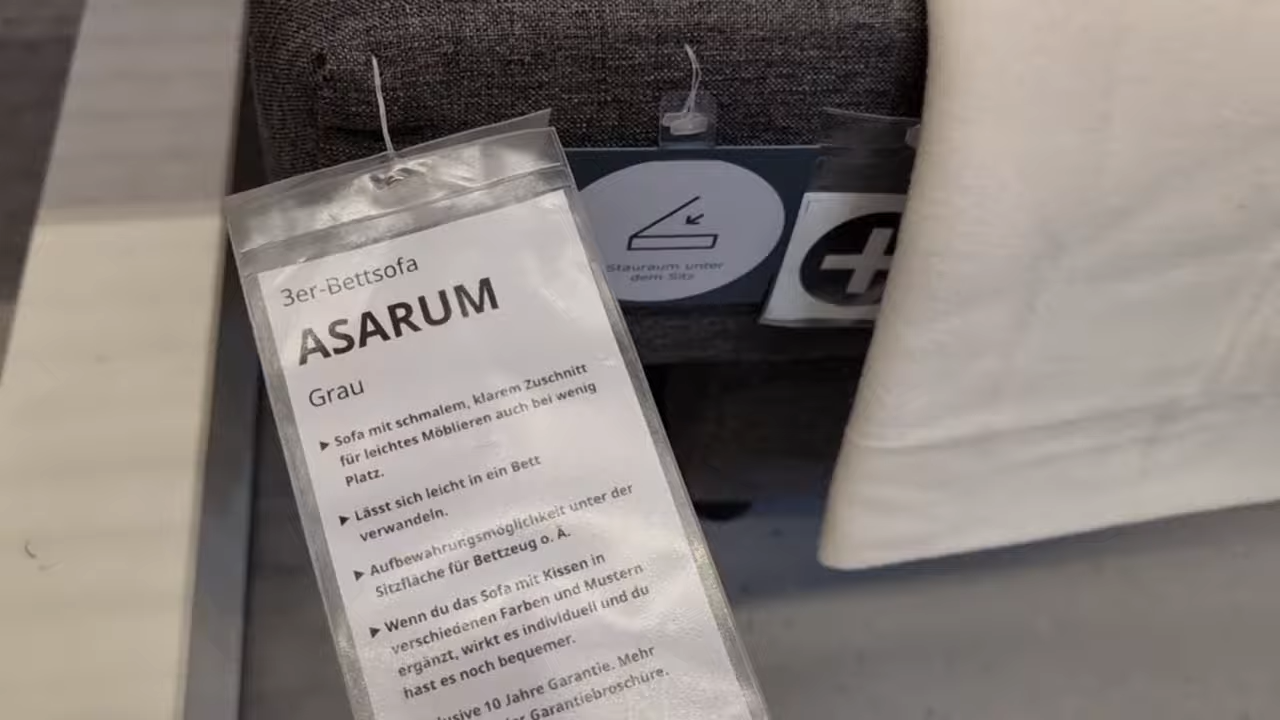 3er-Bettsofa
ASARUM
Grau
▶ Sofa mit schmalem, klarem Zuschnitt
für leichtes Möblieren auch bei wenig
Platz.
▶ Lässt sich leicht in ein Bett
verwandeln.
▶ Aufbewahrungsmöglichkeit unter der
Sitzfläche für Bettzeug o. Ä.
▶ Wenn du das Sofa mit Kissen in
verschiedenen Farben und Mustern
ergänzt, wirkt es individuell und du
hast es noch bequemer.
10 Jahre Garantie. Mehr
Garantiebroschüre.
Stauraum unter
dem Sitz